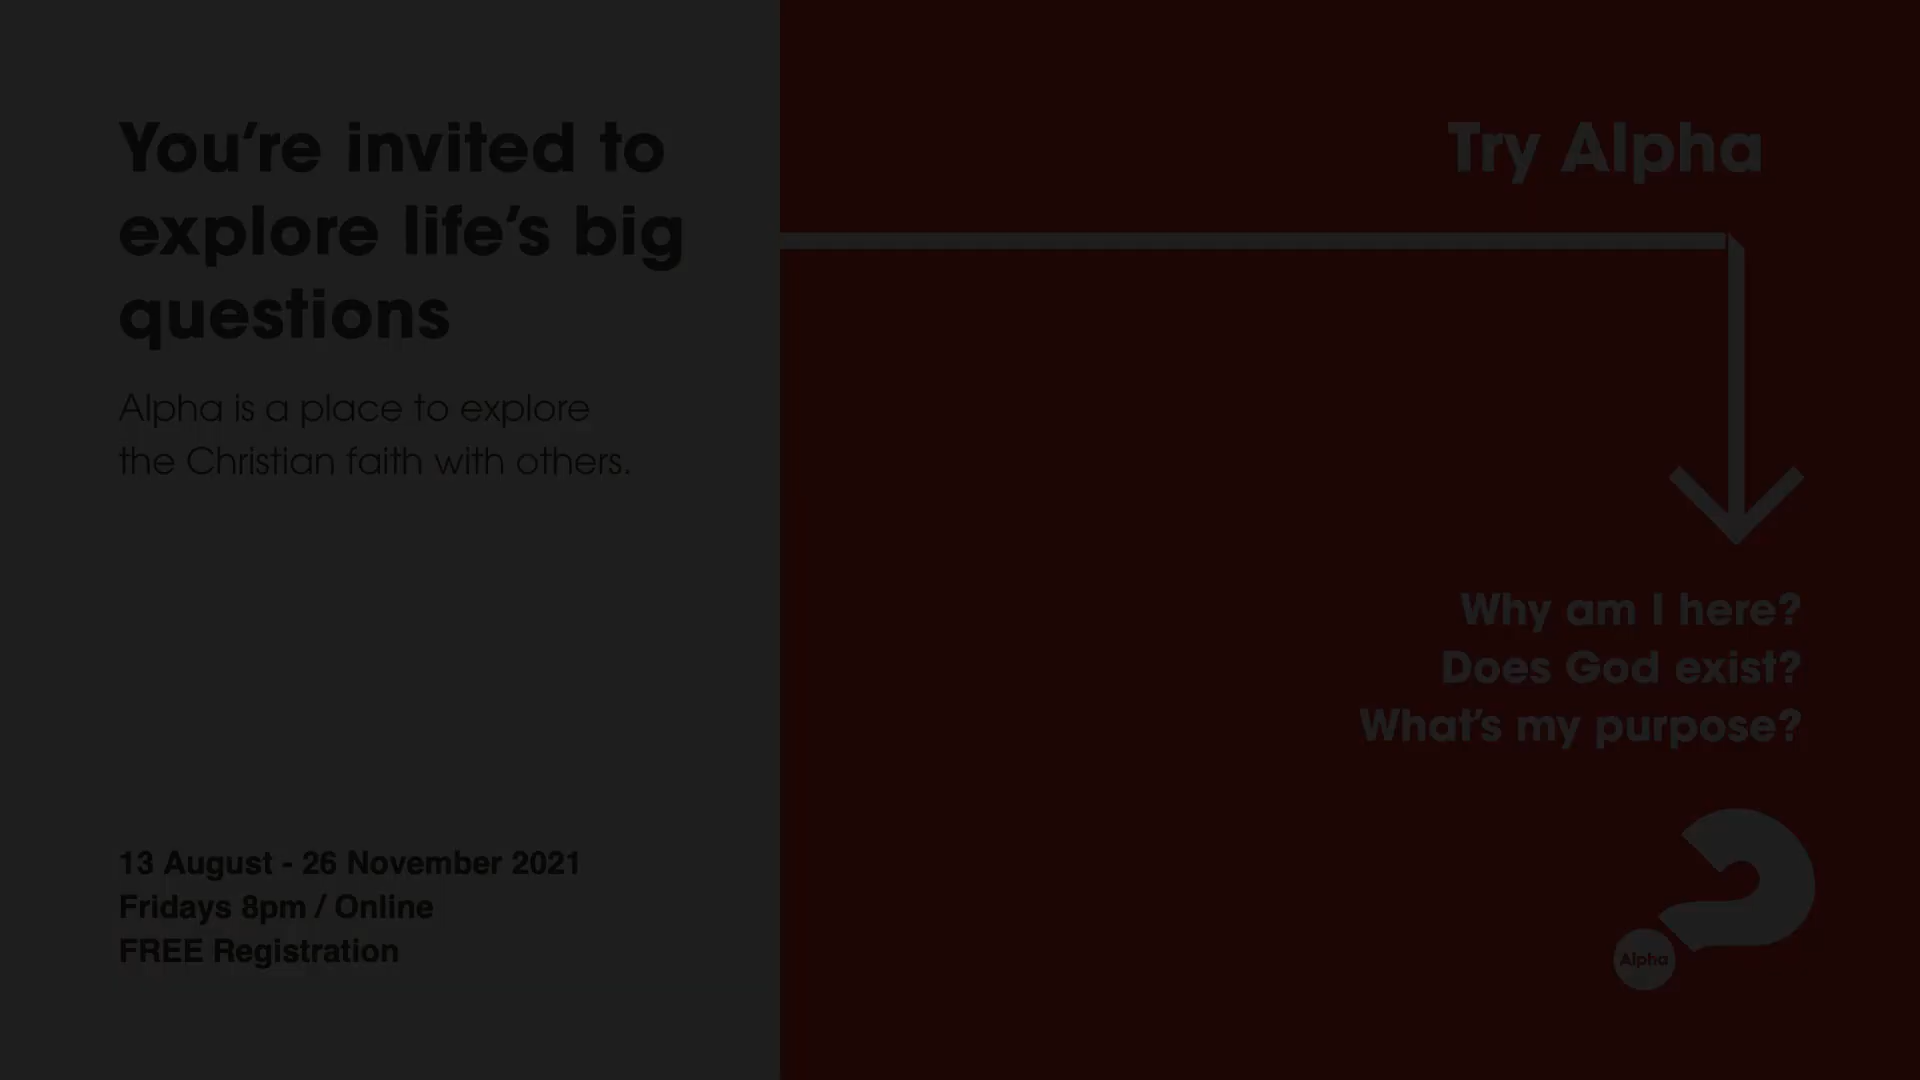 You’re invited to
explore life’s big
questions
Alpha is a place to explore
the Christian faith with others.
13 August - 26 November 2021
Fridays 8pm / Online
FREE Registration
Try Alpha
Why am I here?
Does God exist?
What’s my purpose?
Alpha